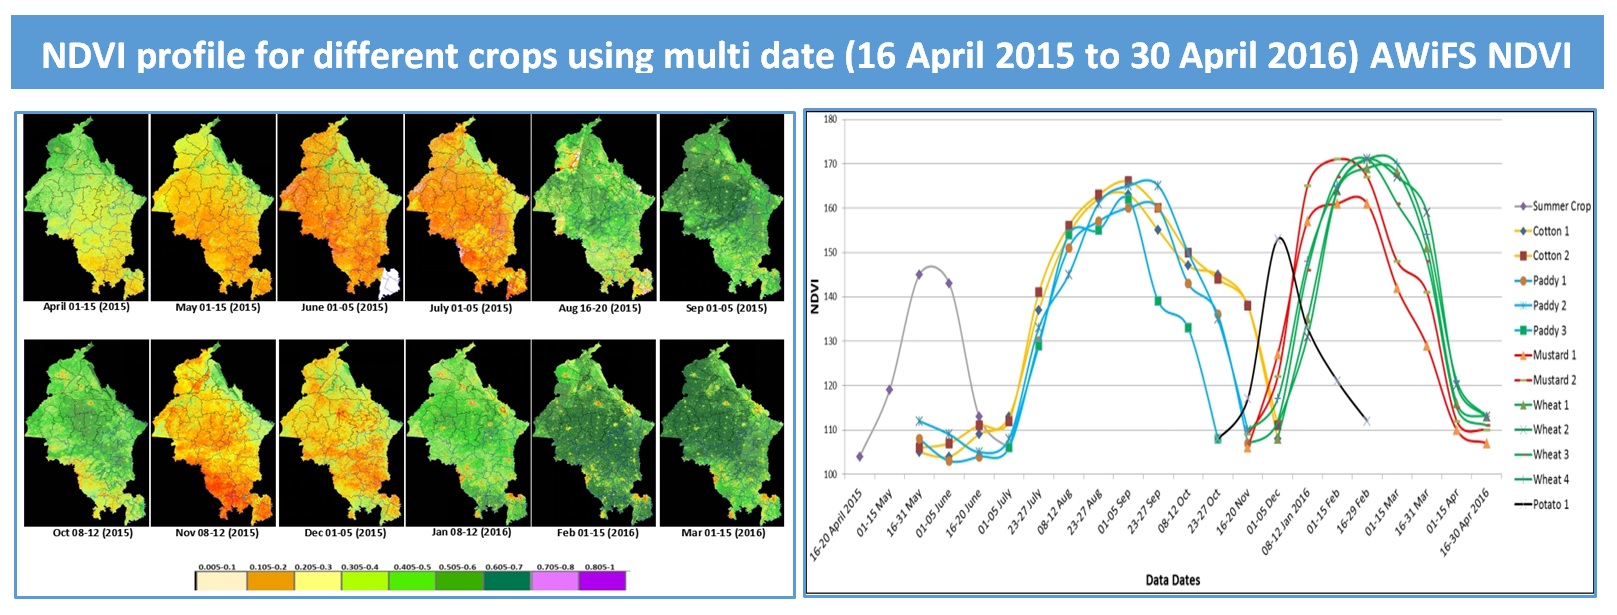 NDVI profile for different crops using multi date (16 April 2015 to 30 April 2016) AWiFS NDVI
April 01-15 (2015)
May 01-15 (2015)
June 01-05 (2015)
July 01-05 (2015)
Aug 16-20 (2015)
Sep 01-05 (2015)
Oct 08-12 (2015)
Nov 08-12 (2015)
Dec 01-05 (2015)
Jan 08-12 (2016)
Feb 01-15 (2016)
Mar 01-15 (2016)
0.005-0.1
0.105-0.2
0.205-0.3
0.305-0.4
0.405-0.5
0.505-0.6
0.605-0.7
0.705-0.8
0.805-1
180
170
160
150
140
130
120
110
100
NDVI
16-20 April 2015
01-15 May
16-31 May
01-05 June
16-20 June
01-05 July
23-27 July
08-12 Aug
23-27 Aug
01-05 Sep
23-27 Sep
08-12 Oct
23-27 Oct
16-20 Nov
01-05 Dec
08-12 Jan 2016
01-15 Feb
16-29 Feb
01-15 Mar
16-31 Mar
01-15 Apr
16-30 Apr 2016
Data Dates
Summer Crop
Cotton 1
Cotton 2
Paddy 1
Paddy 2
Paddy 3
Mustard 1
Mustard 2
Wheat 1
Wheat 2
Wheat 3
Wheat 4
Potato 1